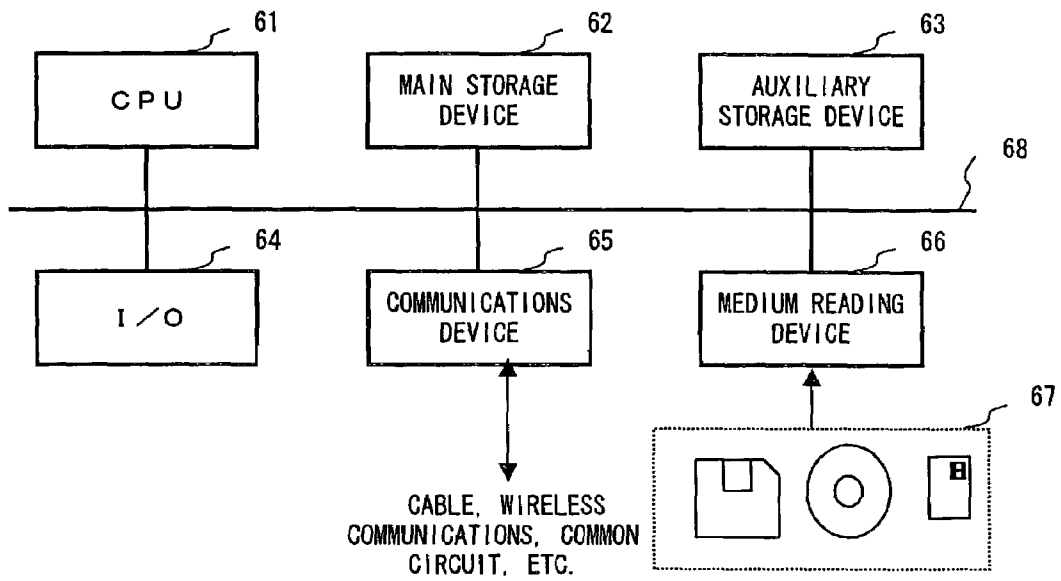 61
CPU
62
MAIN STORAGE
DEVICE
63
AUXILIARY
STORAGE DEVICE
68
64
I/O
65
COMMUNICATIONS
DEVICE
66
MEDIUM READING
DEVICE
67
CABLE, WIRELESS
COMMUNICATIONS, COMMON
CIRCUIT, ETC.